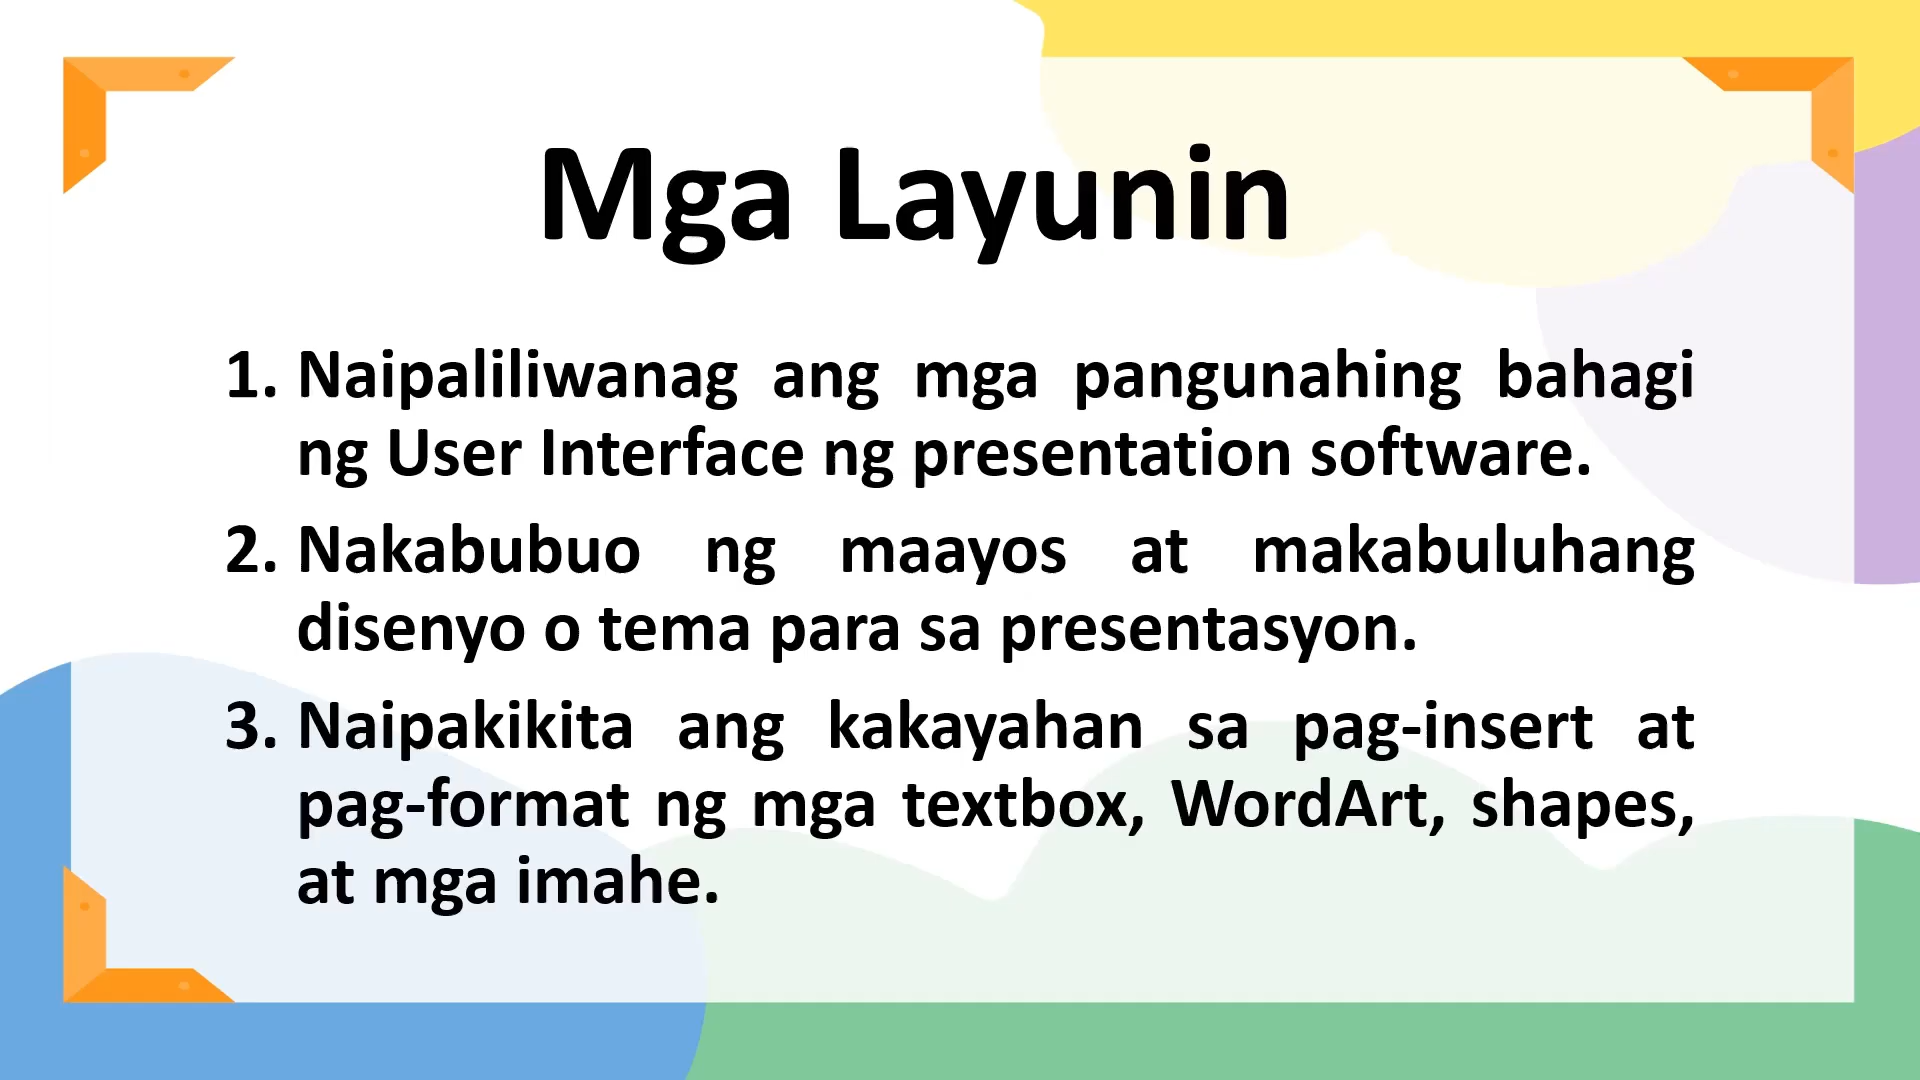 Mga Layunin
1. Naipaliliwanag ang mga pangunahing bahagi
ng User Interface ng presentation software.
2. Nakabubuo ng maayos at makabuluhang
disenyo o tema para sa presentasyon.
3. Naipakikita ang kakayahan sa pag-insert at
pag-format ng mga textbox, WordArt, shapes,
at mga imahe.